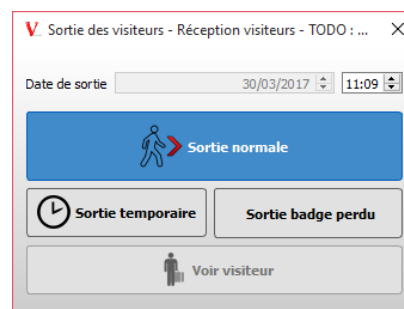 Sortie des visiteurs - Réception visiteurs - TODO : ...
Date de sortie 30/03/2017 11:09
Sortie normale
Sortie temporaire Sortie badge perdu
Voir visiteur